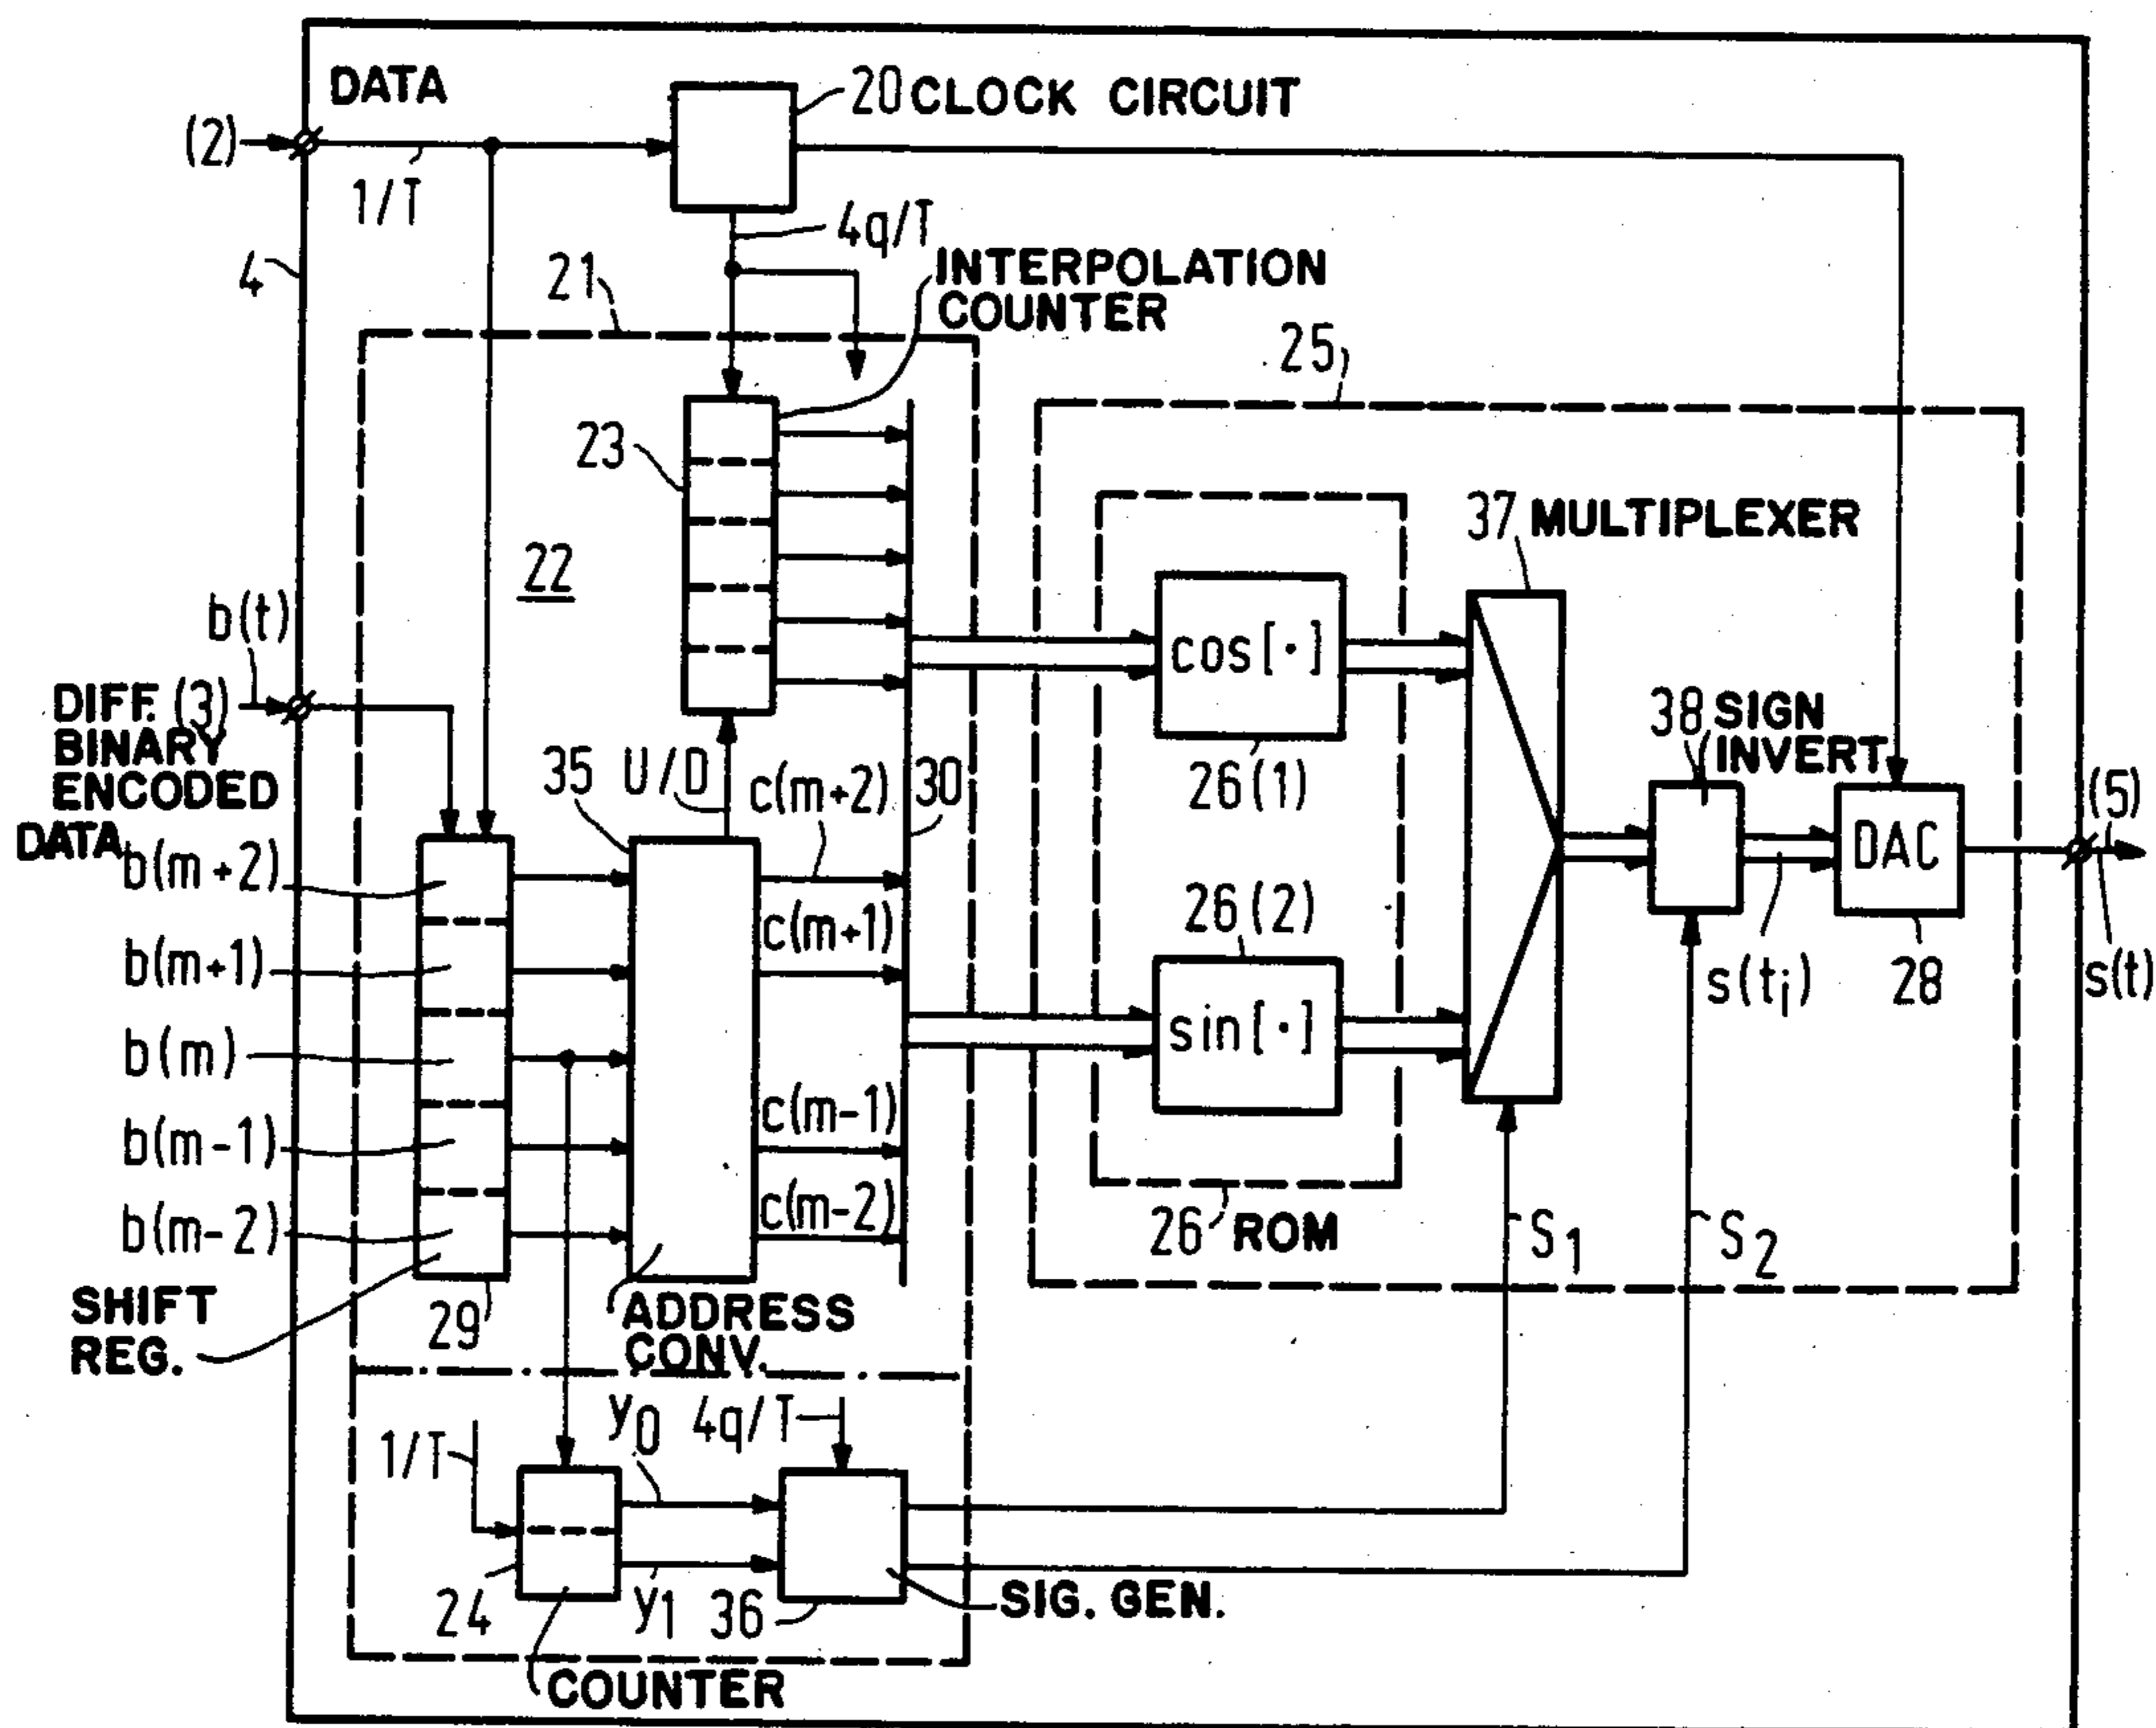 DATA
20 CLOCK CIRCUIT
(2)
1/T
4q/T
4
21
INTERPOLATION
COUNTER
25
23
37 MULTIPLEXER
22
b(t)
cos[·]
DIFF. (3)
BINARY
ENCODED
DATA
38 SIGN
INVERT
35 U/D c(m+2) 30
26(1)
(5)
b(m+2)
DAC
26(2)
c(m+1)
b(m+1)
s(ti)
28
s(t)
b(m)
sin[·]
b(m-1)
c(m-1)
b(m-2)
c(m-2)
26 ROM
S1
S2
SHIFT
REG.
29
ADDRESS
CONV.
1/T
y0 4q/T
24
y1 36
SIG. GEN.
COUNTER